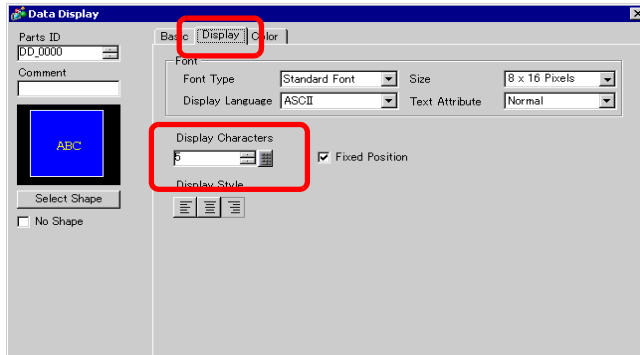 Data Display
Parts ID
DD_0000
Comment
ABC
Select Shape
No Shape
Basic Display Color
Font
Font Type Standard Font Size 8 x 16 Pixels
Display Language ASCII Text Attribute Normal
Display Characters
5 Fixed Position
Display Style